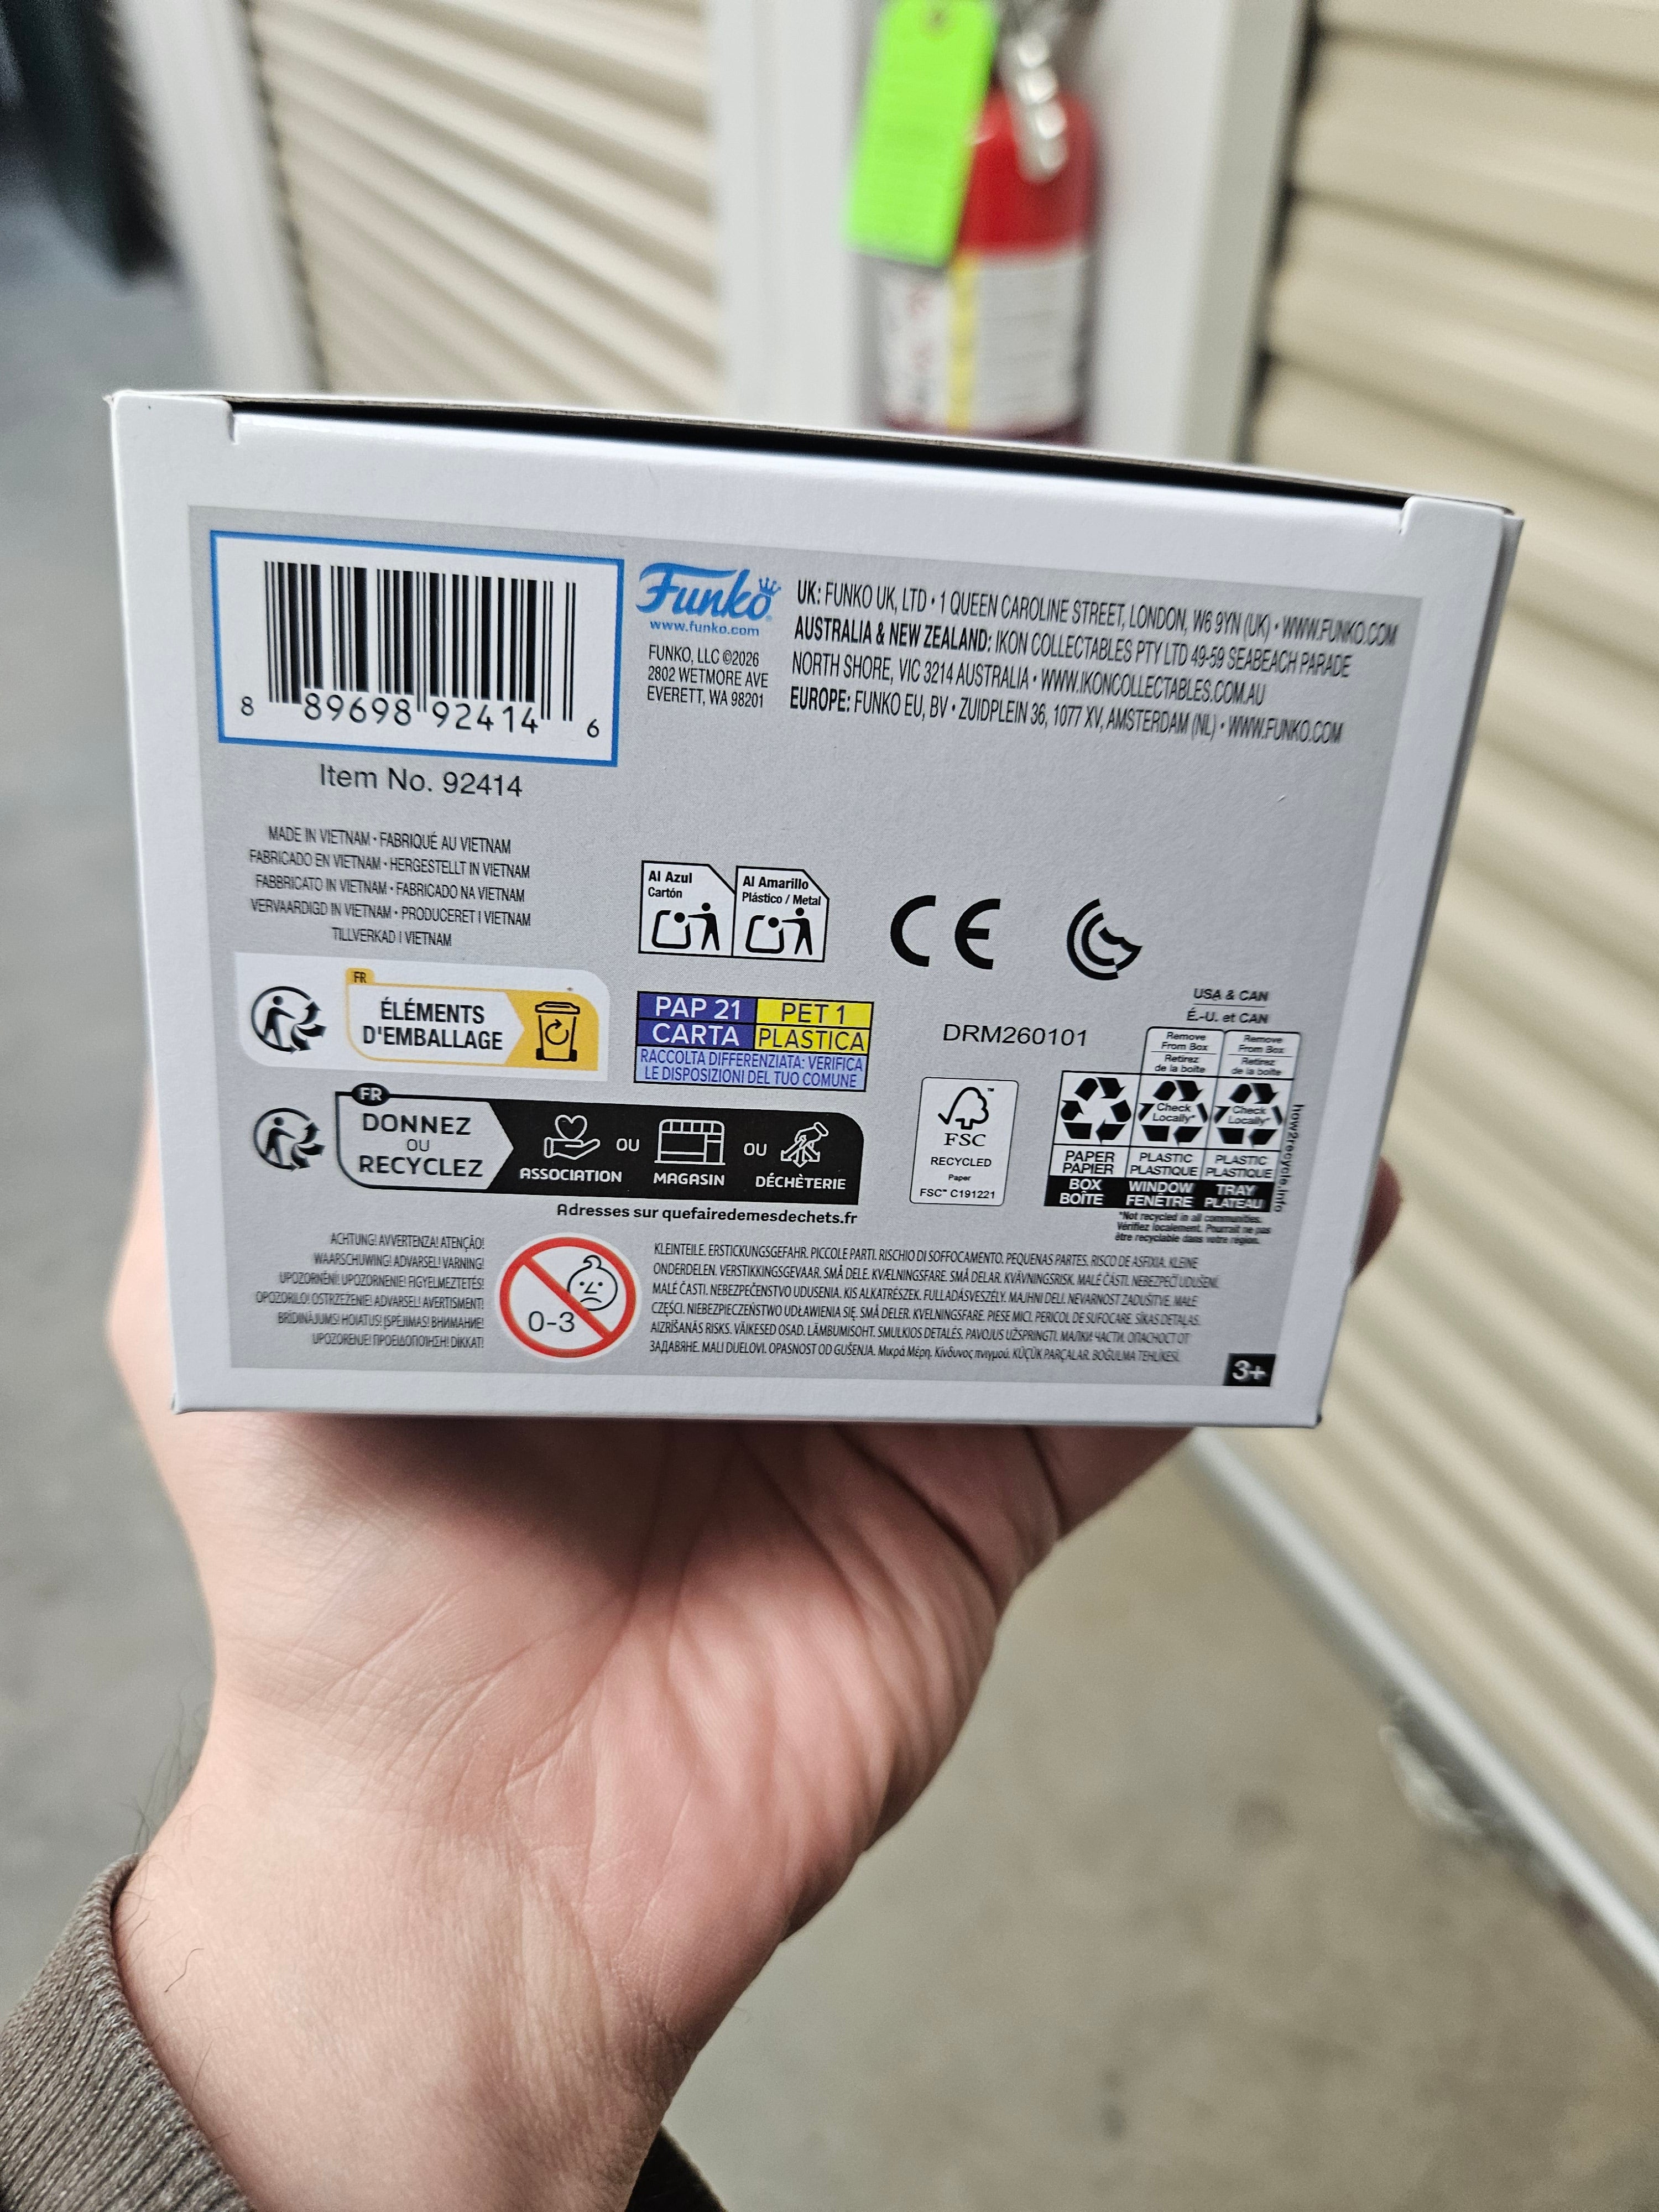 8 89698 92414 6
Item No. 92414
Funko
www.funko.com
FUNKO, LLC ©2026
2802 WETMORE AVE
EVERETT, WA 98201
UK: FUNKO UK, LTD • 1 QUEEN CAROLINE STREET, LONDON, W6 9YN (UK) • WWW.FUNKO.COM
AUSTRALIA & NEW ZEALAND: IKON COLLECTABLES PTY LTD 49-59 SEABEACH PARADE
NORTH SHORE, VIC 3214 AUSTRALIA • WWW.IKONCOLLECTABLES.COM.AU
EUROPE: FUNKO EU, BV • ZUIDPLEIN 36, 1077 XV, AMSTERDAM (NL) • WWW.FUNKO.COM
MADE IN VIETNAM • FABRIQUÉ AU VIETNAM
FABRICADO EN VIETNAM • HERGESTELLT IN VIETNAM
FABBRICATO IN VIETNAM • FABRICADO NA VIETNAM
VERVAARDIGD IN VIETNAM • PRODUCERET I VIETNAM
TILLVERKAD I VIETNAM
Al Azul
Cartón
Al Amarillo
Plástico / Metal
CE
FR
ÉLÉMENTS
D'EMBALLAGE
PAP 21
CARTA
PET 1
PLASTICA
RACCOLTA DIFFERENZIATA: VERIFICA
LE DISPOSIZIONI DEL TUO COMUNE
DRM260101
USA & CAN
É.-U. et CAN
Remove
From Box
Retirez
de la boîte
Remove
From Box
Retirez
de la boîte
Check
Locally*
Check
Locally*
PAPER
PAPIER
BOX
BOÎTE
PLASTIC
PLASTIQUE
WINDOW
FENÊTRE
PLASTIC
PLASTIQUE
TRAY
PLATEAU
how2recycle.info
*Not recycled in all communities.
Vérifiez localement. Pourrait ne pas
être recyclable dans votre région.
FSC
RECYCLED
Paper
FSC™ C191221
FR
DONNEZ
OU
RECYCLEZ
ASSOCIATION
OU
MAGASIN
OU
DÉCHÈTERIE
Adresses sur quefairedemesdechets.fr
ACHTUNG! AVVERTENZA! ATENÇÃO!
WAARSCHUWING! ADVARSEL! VARNING!
UPOZORNĚNÍ! UPOZORNENIE! FIGYELMEZTETÉS!
OPOZORILO! OSTRZEŻENIE! ADVARSEL! AVERTISMENT!
BRĪDINĀJUMS! HOIATUS! ĮSPĖJIMAS! ВНИМАНИЕ!
UPOZORENJE! ΠΡΟΕΙΔΟΠΟΙΗΣΗ! DİKKAT!
0-3
KLEINTEILE. ERSTICKUNGSGEFAHR. PICCOLE PARTI. RISCHIO DI SOFFOCAMENTO. PEQUENAS PARTES. RISCO DE ASFIXIA. KLEINE
ONDERDELEN. VERSTIKKINGSGEVAAR. SMÅ DELE. KVÆLNINGSFARE. SMÅ DELAR. KVÄVNINGSRISK. MALÉ ČÁSTI. NEBEZPEČÍ UDUŠENÍ.
MALÉ ČASTI. NEBEZPEČENSTVO UDUSENIA. KIS ALKATRÉSZEK. FULLADÁSVESZÉLY. MAJHNI DELI. NEVARNOST ZADUŠITVE. MAŁE
CZĘŚCI. NIEBEZPIECZEŃSTWO UDŁAWIENIA SIĘ. SMÅ DELER. KVELNINGSFARE. PIESE MICI. PERICOL DE SUFOCARE. SĪKAS DETAĻAS.
AIZRĪŠANĀS RISKS. VÄIKESED OSAD. LÄMBUMISOHT. SMULKIOS DETALĖS. PAVOJUS UŽSPRINGTI. МАЛКИ ЧАСТИ. ОПАСНОСТ ОТ
ЗАДАВЯНЕ. MALI DIJELOVI. OPASNOST OD GUŠENJA. Μικρά Μέρη. Κίνδυνος πνιγμού. KÜÇÜK PARÇALAR. BOĞULMA TEHLİKESİ.
3+